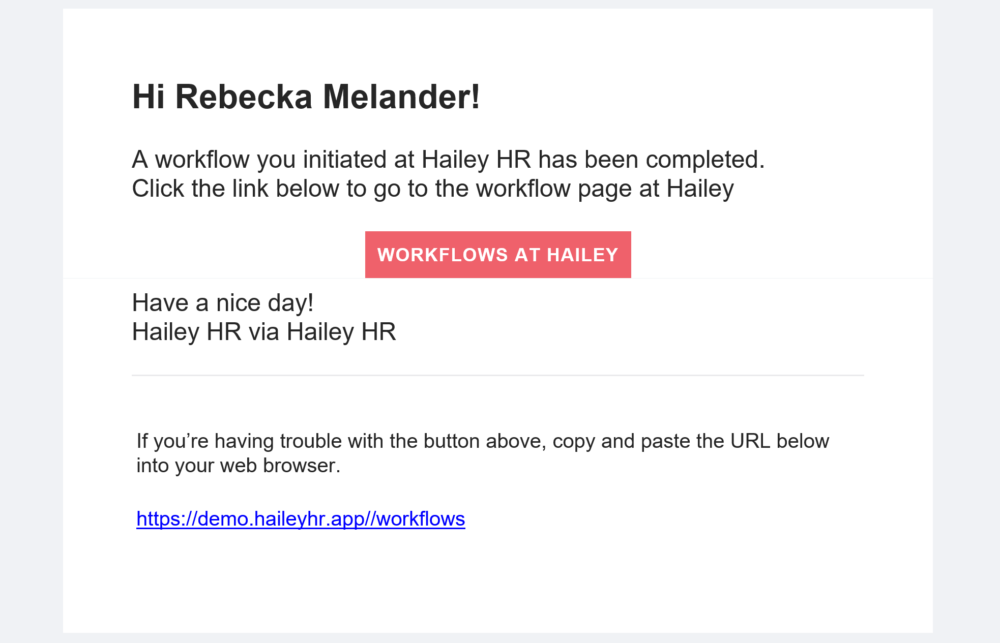 Hi Rebecka Melander!
A workflow you initiated at Hailey HR has been completed.
Click the link below to go to the workflow page at Hailey
WORKFLOWS AT HAILEY
Have a nice day!
Hailey HR via Hailey HR
If you’re having trouble with the button above, copy and paste the URL below
into your web browser.
https://demo.haileyhr.app//workflows